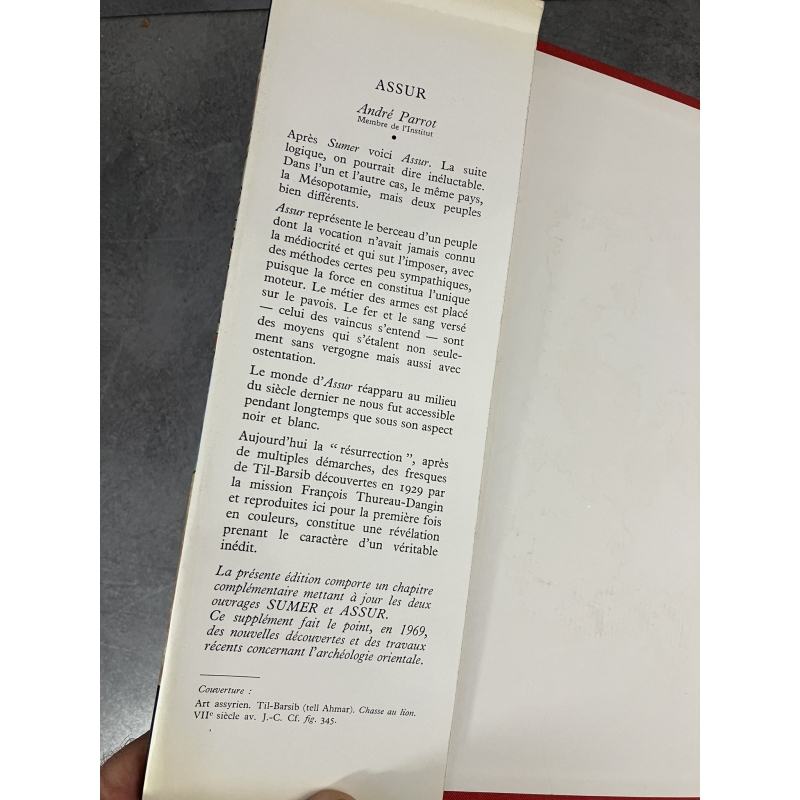 ASSUR
André Parrot
Membre de l'Institut
•
Après Sumer voici Assur. La suite
logique, on pourrait dire inéluctable.
Dans l'un et l'autre cas, le même pays,
la Mésopotamie, mais deux peuples
bien différents.
Assur représente le berceau d'un peuple
dont la vocation n'avait jamais connu
la médiocrité et qui sut l'imposer, avec
des méthodes certes peu sympathiques,
puisque la force en constitua l'unique
moteur. Le métier des armes est placé
sur le pavois. Le fer et le sang versé
— celui des vaincus s'entend — sont
des moyens qui s'étalent non seule-
ment sans vergogne mais aussi avec
ostentation.
Le monde d'Assur réapparu au milieu
du siècle dernier ne nous fut accessible
pendant longtemps que sous son aspect
noir et blanc.
Aujourd'hui la “ résurrection ”, après
de multiples démarches, des fresques
de Til-Barsib découvertes en 1929 par
la mission François Thureau-Dangin
et reproduites ici pour la première fois
en couleurs, constitue une révélation
prenant le caractère d'un véritable
inédit.
La présente édition comporte un chapitre
complémentaire mettant à jour les deux
ouvrages SUMER et ASSUR.
Ce supplément fait le point, en 1969,
des nouvelles découvertes et des travaux
récents concernant l'archéologie orientale.
Couverture :
Art assyrien. Til-Barsib (tell Ahmar). Chasse au lion.
VIIe siècle av. J.-C. Cf. fig. 345.